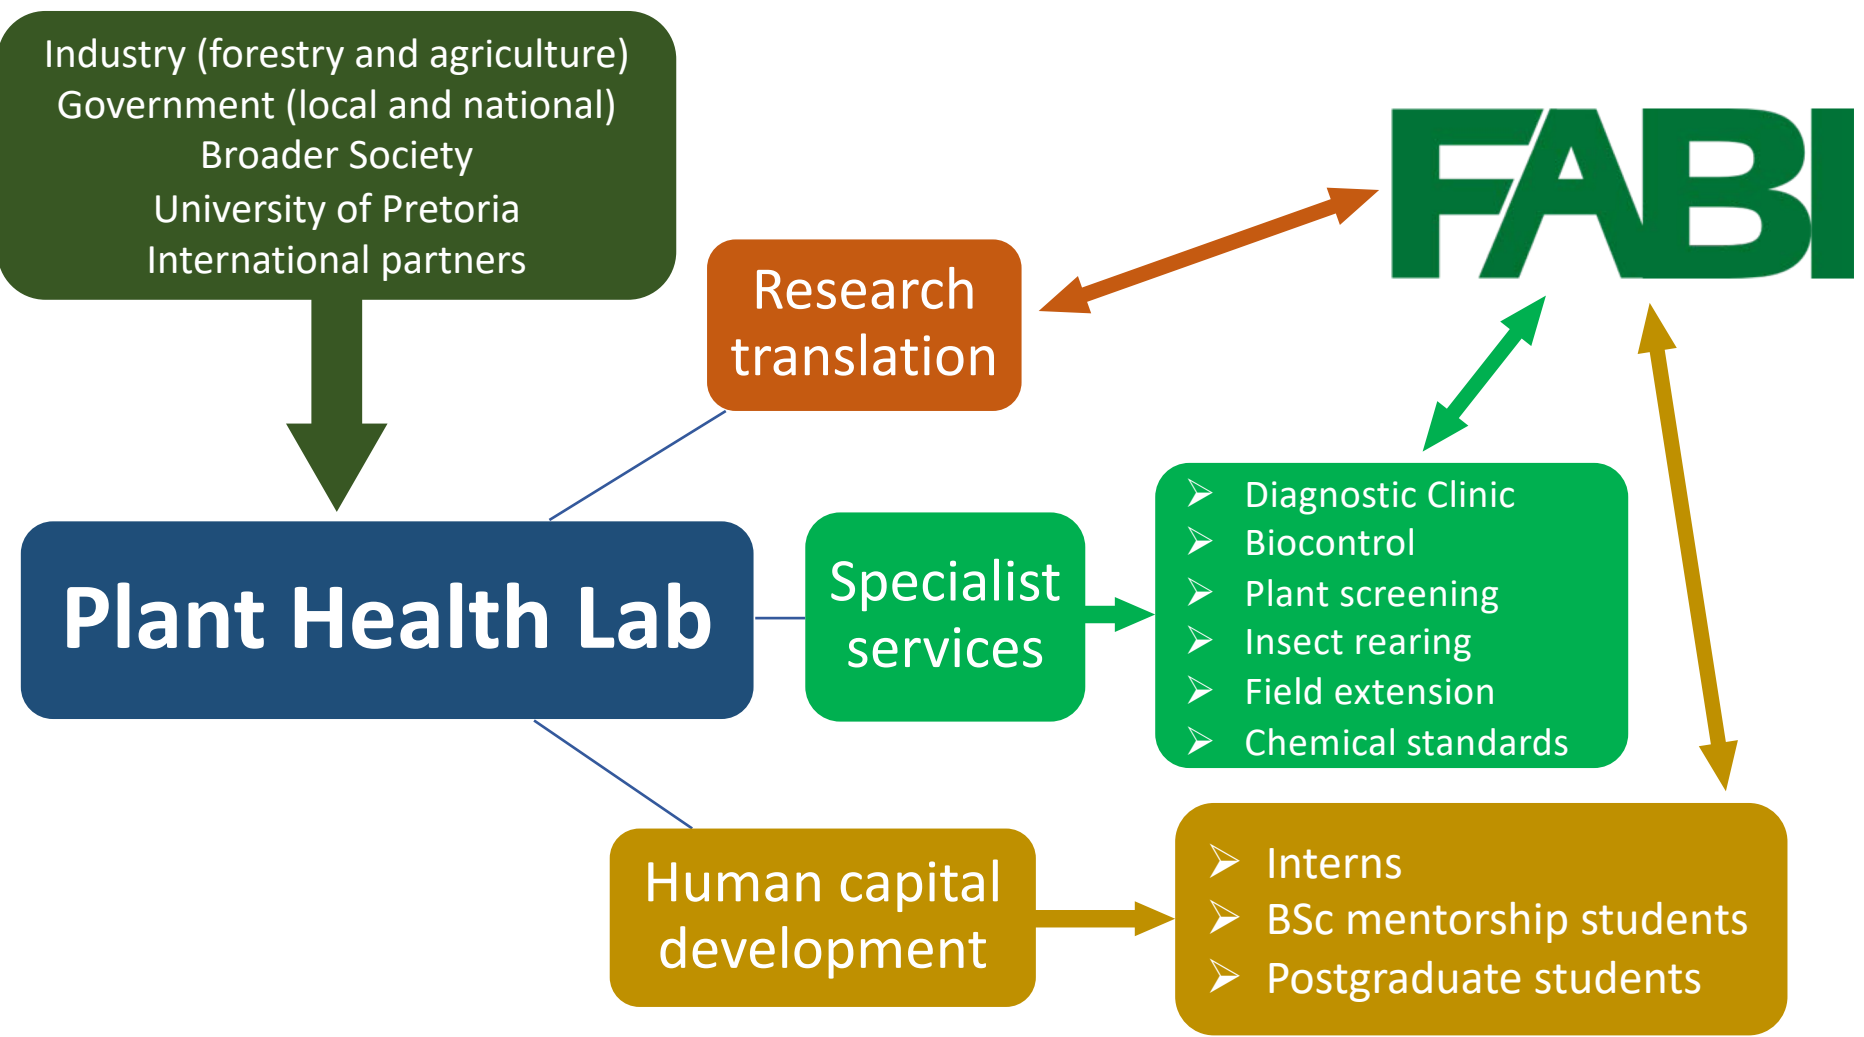 Industry (forestry and agriculture)
Government (local and national)
Broader Society
University of Pretoria
International partners
FABI
Research
translation
Plant Health Lab
Specialist
services
Diagnostic Clinic
Biocontrol
Plant screening
Insect rearing
Field extension
Chemical standards
Human capital
development
Interns
BSc mentorship students
Postgraduate students